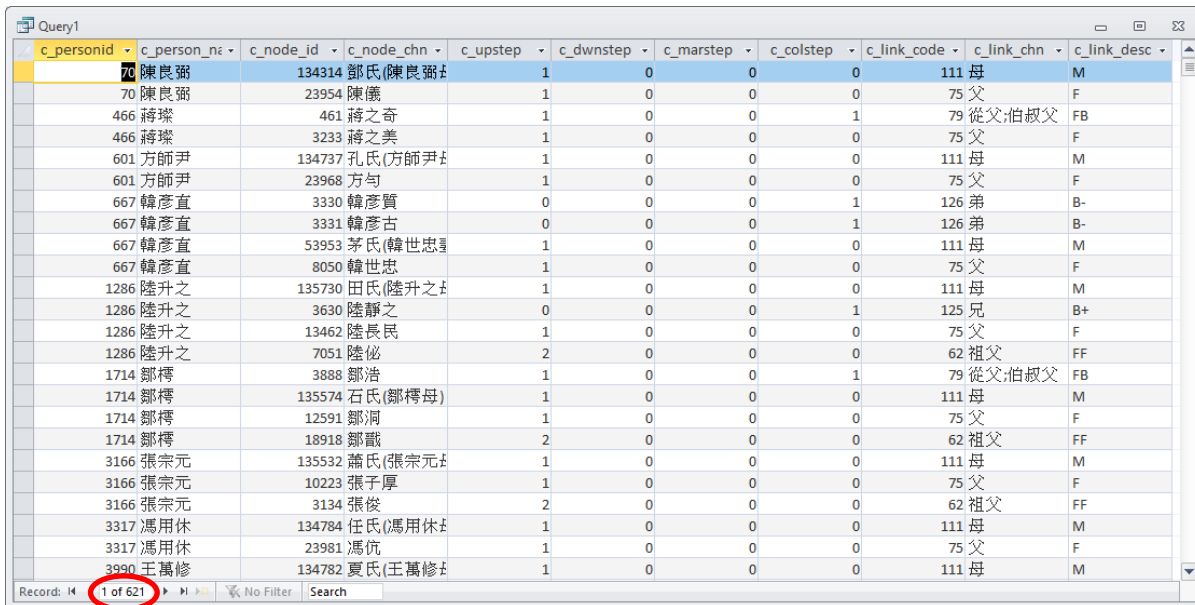 Query1
c_personid c_person_na c_node_id c_node_chn c_upstep c_dwnstep c_marstep c_colstep c_link_code c_link_chn c_link_desc
70 陳良弼 134314 鄧氏(陳良弼 1 0 0 0 111 母 M
70 陳良弼 23954 陳儀 1 0 0 0 75 父 F
466 蔣璨 461 蔣之奇 1 0 0 1 79 從父;伯叔父 FB
466 蔣璨 3233 蔣之美 1 0 0 0 75 父 F
601 方師尹 134737 孔氏(方師尹 1 0 0 0 111 母 M
601 方師尹 23968 方勻 1 0 0 0 75 父 F
667 韓彥直 3330 韓彥質 0 0 0 1 126 弟 B-
667 韓彥直 3331 韓彥古 0 0 0 1 126 弟 B-
667 韓彥直 53953 茅氏(韓世忠 1 0 0 0 111 母 M
667 韓彥直 8050 韓世忠 1 0 0 0 75 父 F
1286 陸升之 135730 田氏(陸升之 1 0 0 0 111 母 M
1286 陸升之 3630 陸靜之 0 0 0 1 125 兄 B+
1286 陸升之 13462 陸長民 1 0 0 0 75 父 F
1286 陸升之 7051 陸佖 2 0 0 0 62 祖父 FF
1714 鄒樗 3888 鄒浩 1 0 0 1 79 從父;伯叔父 FB
1714 鄒樗 135574 石氏(鄒樗母) 1 0 0 0 111 母 M
1714 鄒樗 12591 鄒洞 1 0 0 0 75 父 F
1714 鄒樗 18918 鄒戬 2 0 0 0 62 祖父 FF
3166 張宗元 135532 蕭氏(張宗元 1 0 0 0 111 母 M
3166 張宗元 10223 張子厚 1 0 0 0 75 父 F
3166 張宗元 3134 張俊 2 0 0 0 62 祖父 FF
3317 馮用休 134784 任氏(馮用休 1 0 0 0 111 母 M
3317 馮用休 23981 馮伉 1 0 0 0 75 父 F
3990 王萬修 134782 夏氏(王萬修 1 0 0 0 111 母 M
Record: 1 of 621 No Filter Search